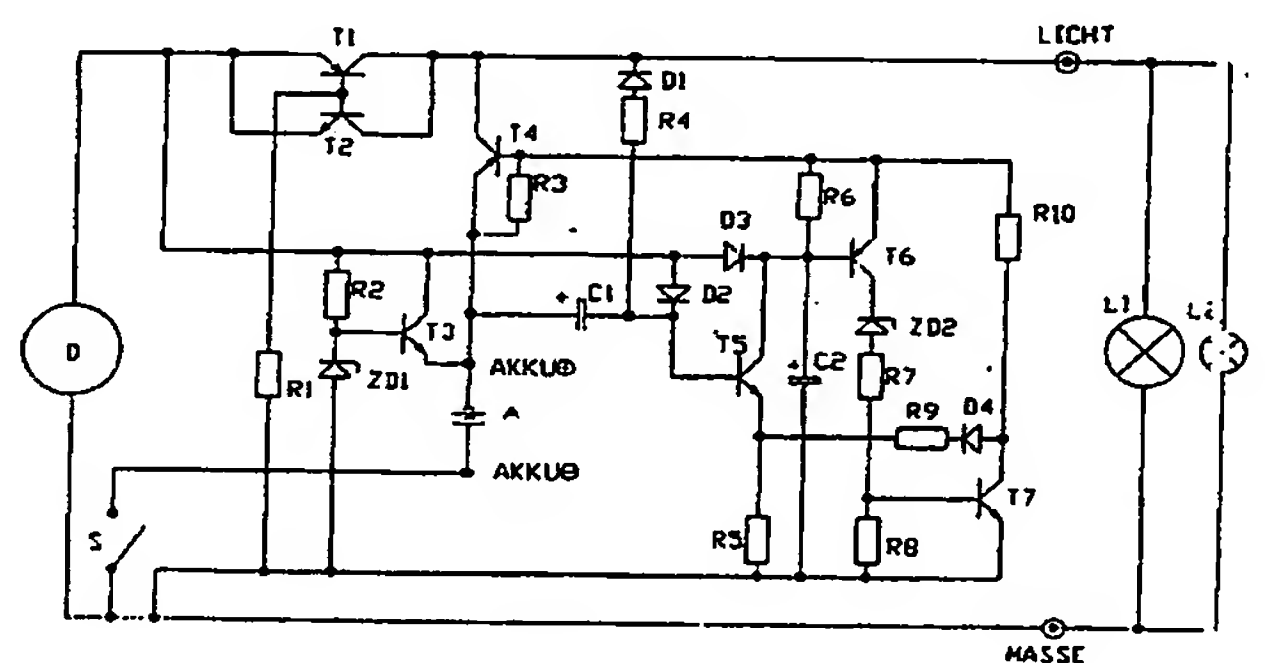 LICHT
T1
D1
R4
T2
T4
R3
R6
R10
D3
T6
R2
C1
D2
ZD2
T3
T5
L1
L2
D
R1
ZD1
AKKU⊕
C2
R7
A
R9
D4
AKKU⊖
T7
S
R5
R8
MASSE